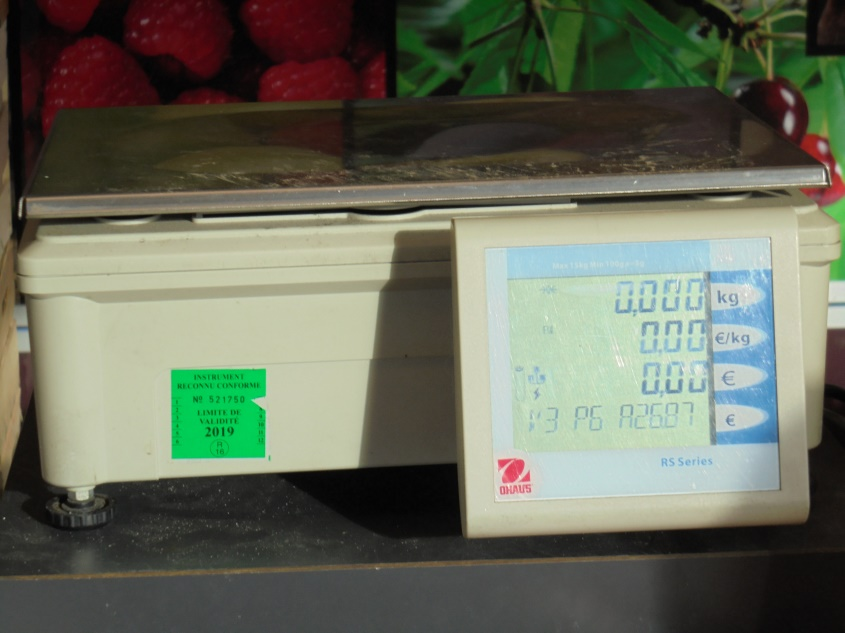 0,000 kg
0,00 €/kg
0,00 €
€
OHAUS
RS Series
INSTRUMENT
RECONNU CONFORME
Nº 521750
LIMITE DE
VALIDITÉ
2019